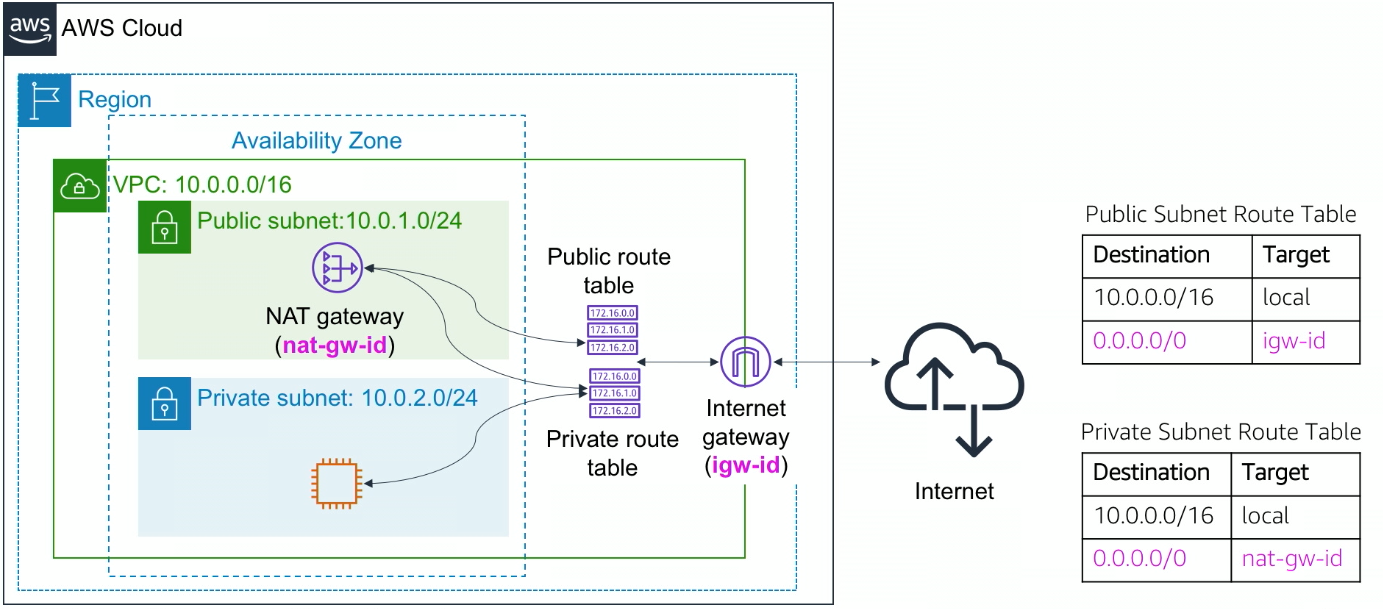 aws
AWS Cloud
Region
Availability Zone
VPC: 10.0.0.0/16
Public subnet:10.0.1.0/24
NAT gateway
(nat-gw-id)
Private subnet: 10.0.2.0/24
Public route
table
172.16.0.0
172.16.1.0
172.16.2.0
172.16.0.0
172.16.1.0
172.16.2.0
Private route
table
Internet
gateway
(igw-id)
Internet
Public Subnet Route Table
Destination Target
10.0.0.0/16 local
0.0.0.0/0 igw-id
Private Subnet Route Table
Destination Target
10.0.0.0/16 local
0.0.0.0/0 nat-gw-id